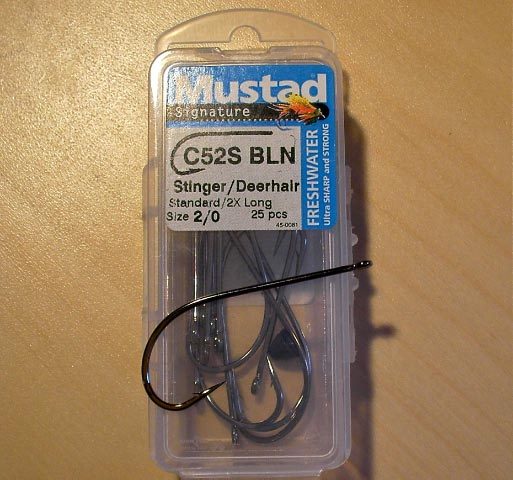 Mustad
Signature
C52S BLN
Stinger/Deerhair
Standard/2X Long
Size 2/0 25 pcs
45-0081
FRESHWATER
Ultra SHARP and STRONG